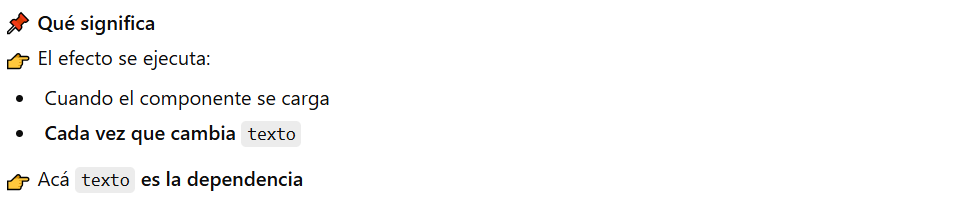 📌 Qué significa
👉 El efecto se ejecuta:
• Cuando el componente se carga
• Cada vez que cambia texto
👉 Acá texto es la dependencia